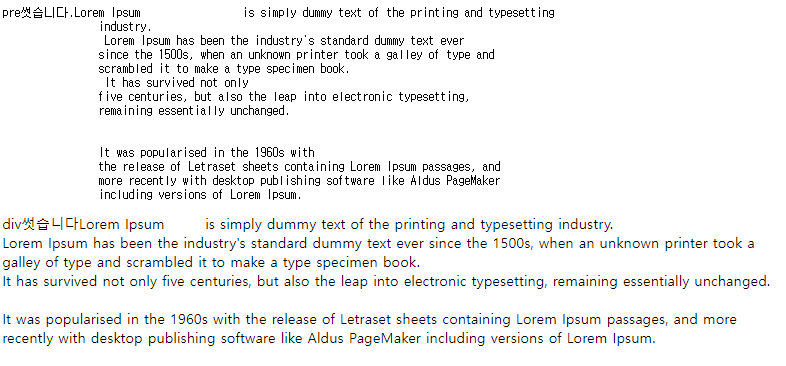 pre썻습니다.Lorem Ipsum is simply dummy text of the printing and typesetting
industry.
Lorem Ipsum has been the industry's standard dummy text ever
since the 1500s, when an unknown printer took a galley of type and
scrambled it to make a type specimen book.
It has survived not only
five centuries, but also the leap into electronic typesetting,
remaining essentially unchanged.
It was popularised in the 1960s with
the release of Letraset sheets containing Lorem Ipsum passages, and
more recently with desktop publishing software like Aldus PageMaker
including versions of Lorem Ipsum.
div썻습니다Lorem Ipsum is simply dummy text of the printing and typesetting industry.
Lorem Ipsum has been the industry's standard dummy text ever since the 1500s, when an unknown printer took a
galley of type and scrambled it to make a type specimen book.
It has survived not only five centuries, but also the leap into electronic typesetting, remaining essentially unchanged.
It was popularised in the 1960s with the release of Letraset sheets containing Lorem Ipsum passages, and more
recently with desktop publishing software like Aldus PageMaker including versions of Lorem Ipsum.